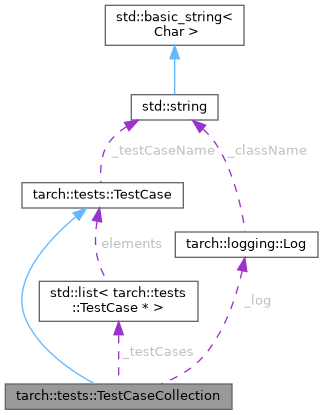 std::basic_string<
Char >
std::string
_testCaseName
_className
tarch::tests::TestCase
elements
tarch::logging::Log
std::list< tarch::tests
::TestCase * >
_log
_testCases
tarch::tests::TestCaseCollection